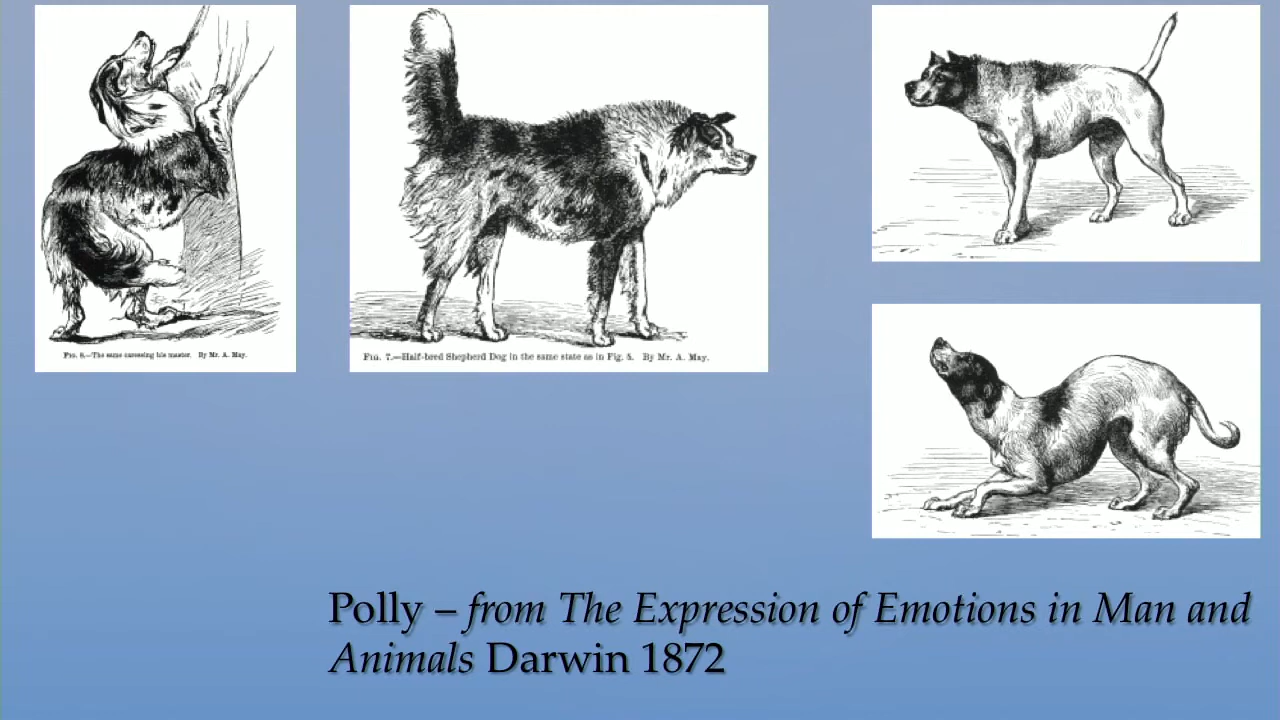 FIG. 8.—The same caressing his master. By Mr. A. May.
FIG. 7.—Half-bred Shepherd Dog in the same state as in Fig. 5. By Mr. A. May.
Polly – from The Expression of Emotions in Man and
Animals Darwin 1872